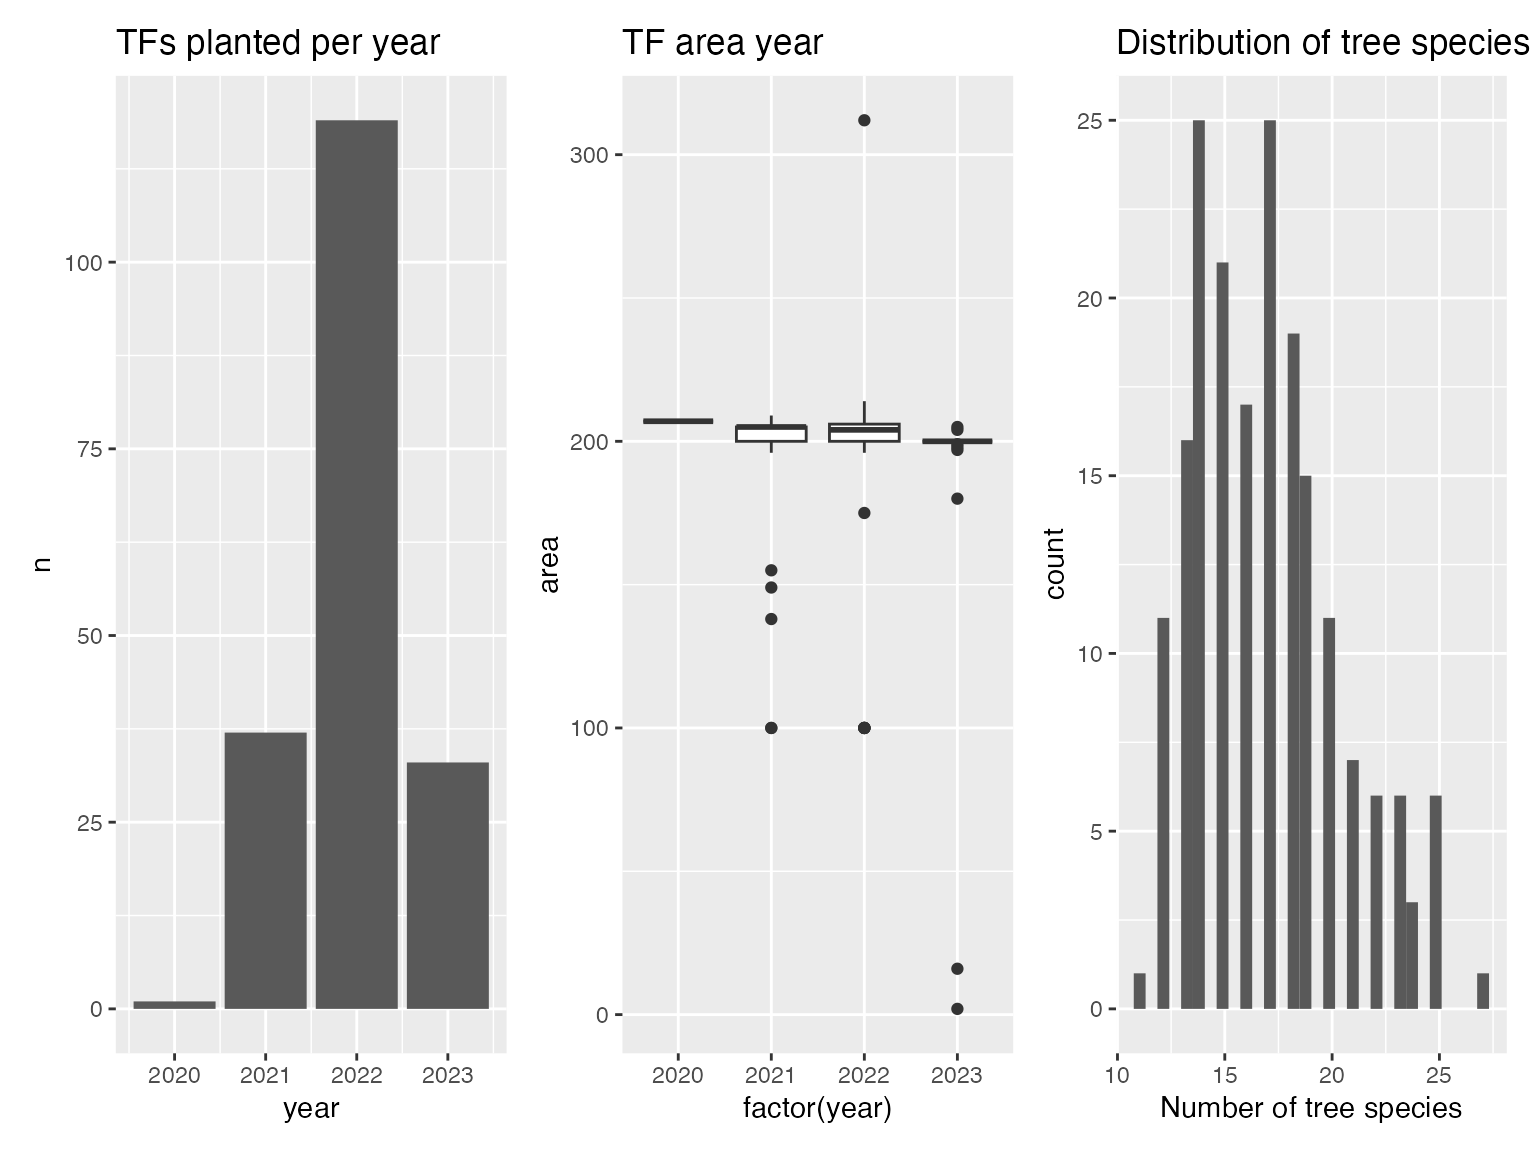 TFs planted per year
TF area year
Distribution of tree species
n
100
75
50
25
0
2020 2021 2022 2023
year
area
300
200
100
0
2020 2021 2022 2023
factor(year)
count
25
20
15
10
5
0
10 15 20 25
Number of tree species